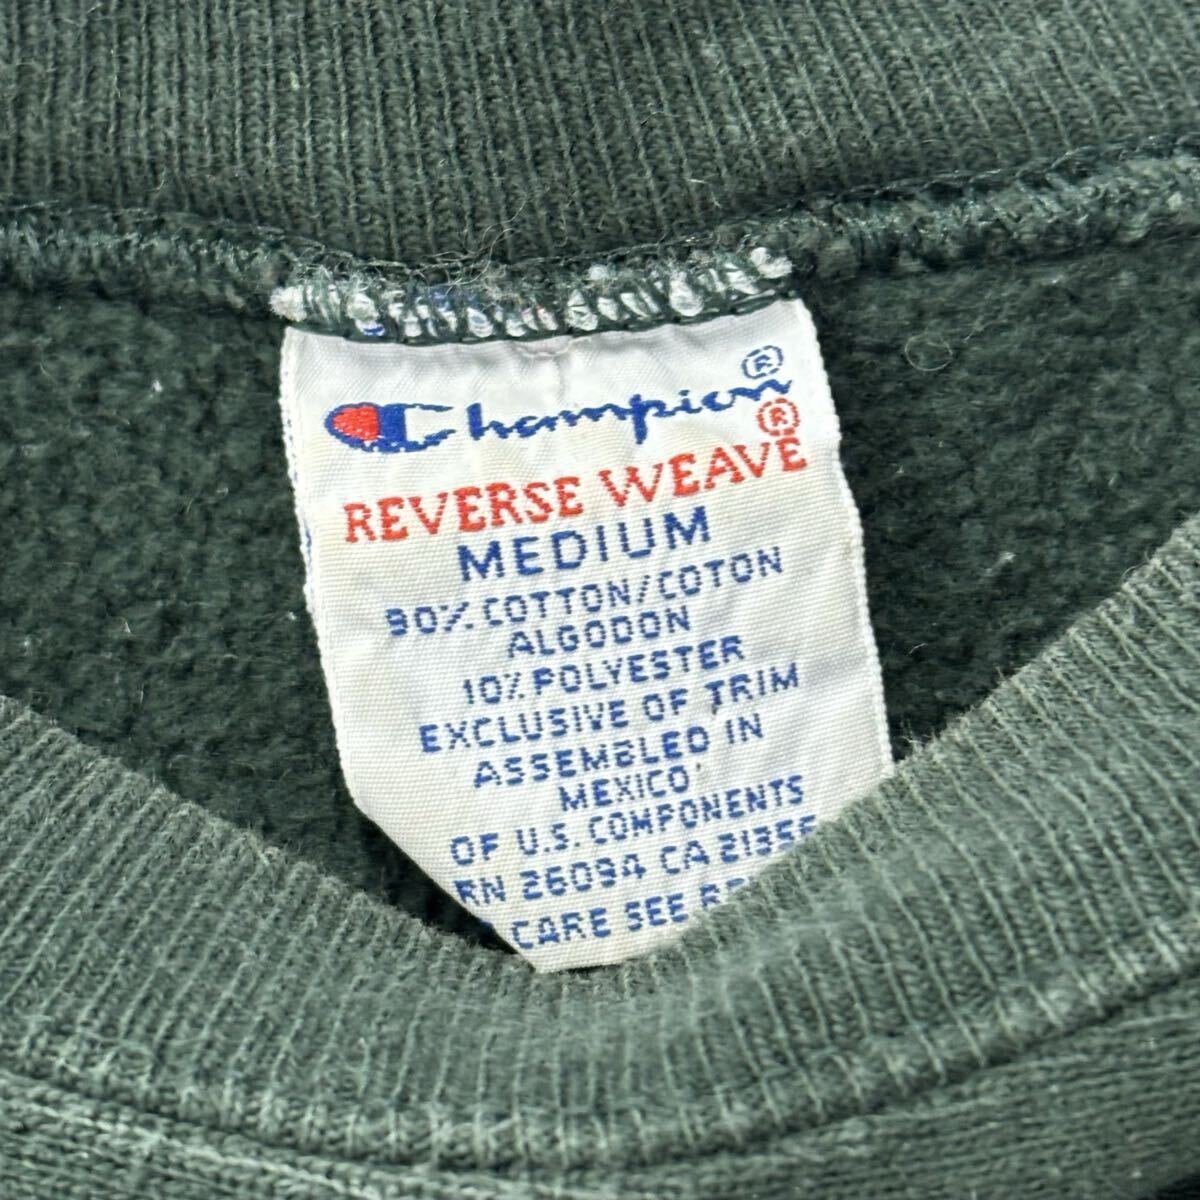 Champion®
REVERSE WEAVE®
MEDIUM
90% COTTON/COTON
ALGODON
10% POLYESTER
EXCLUSIVE OF TRIM
ASSEMBLED IN
MEXICO
OF U.S. COMPONENTS
RN 26094 CA 21355
CARE SEE